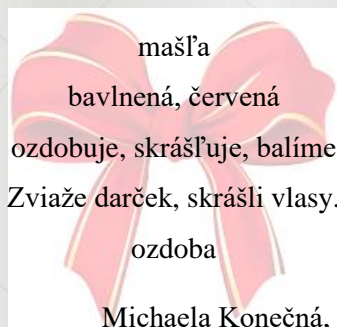 mašľa
bavlnená, červená
ozdobuje, skrášľuje, balíme
Zviaže darček, skrášli vlasy.
ozdoba
Michaela Konečná,